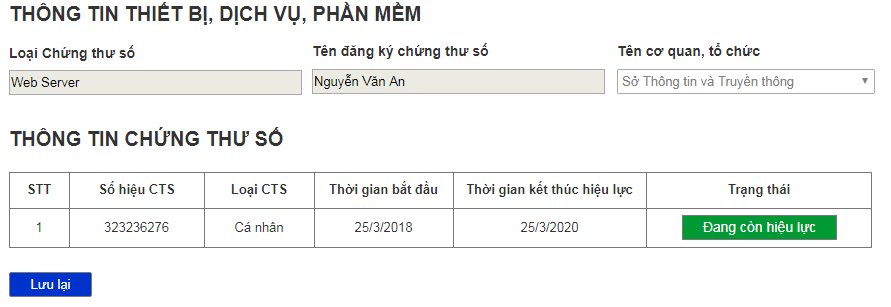 THÔNG TIN THIẾT BỊ, DỊCH VỤ, PHẦN MỀM
Loại Chứng thư số Tên đăng ký chứng thư số Tên cơ quan, tổ chức
Web Server Nguyễn Văn An Sở Thông tin và Truyền thông
THÔNG TIN CHỨNG THƯ SỐ
STT Số hiệu CTS Loại CTS Thời gian bắt đầu Thời gian kết thúc hiệu lực Trạng thái
1 323236276 Cá nhân 25/3/2018 25/3/2020 Đang còn hiệu lực
Lưu lại